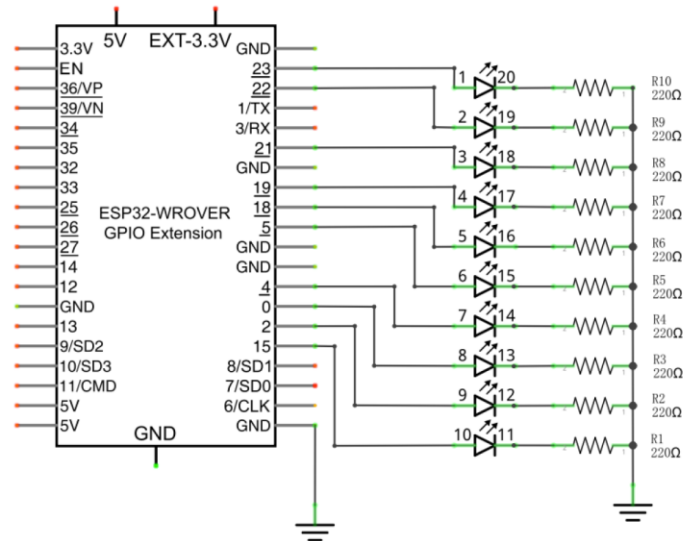 5V EXT-3.3V
3.3V GND
EN 23
36/VP 22
39/VN 1/TX
34 3/RX
35 21
32 GND
33 19
25 18
ESP32-WROVER
GPIO Extension
26 5
27 GND
14 GND
12 4
GND 0
13 2
9/SD2 15
10/SD3 8/SD1
11/CMD 7/SD0
5V 6/CLK
5V GND
GND
1 20 R10
220Ω
2 19 R9
220Ω
3 18 R8
220Ω
4 17 R7
220Ω
5 16 R6
220Ω
6 15 R5
220Ω
7 14 R4
220Ω
8 13 R3
220Ω
9 12 R2
220Ω
10 11 R1
220Ω